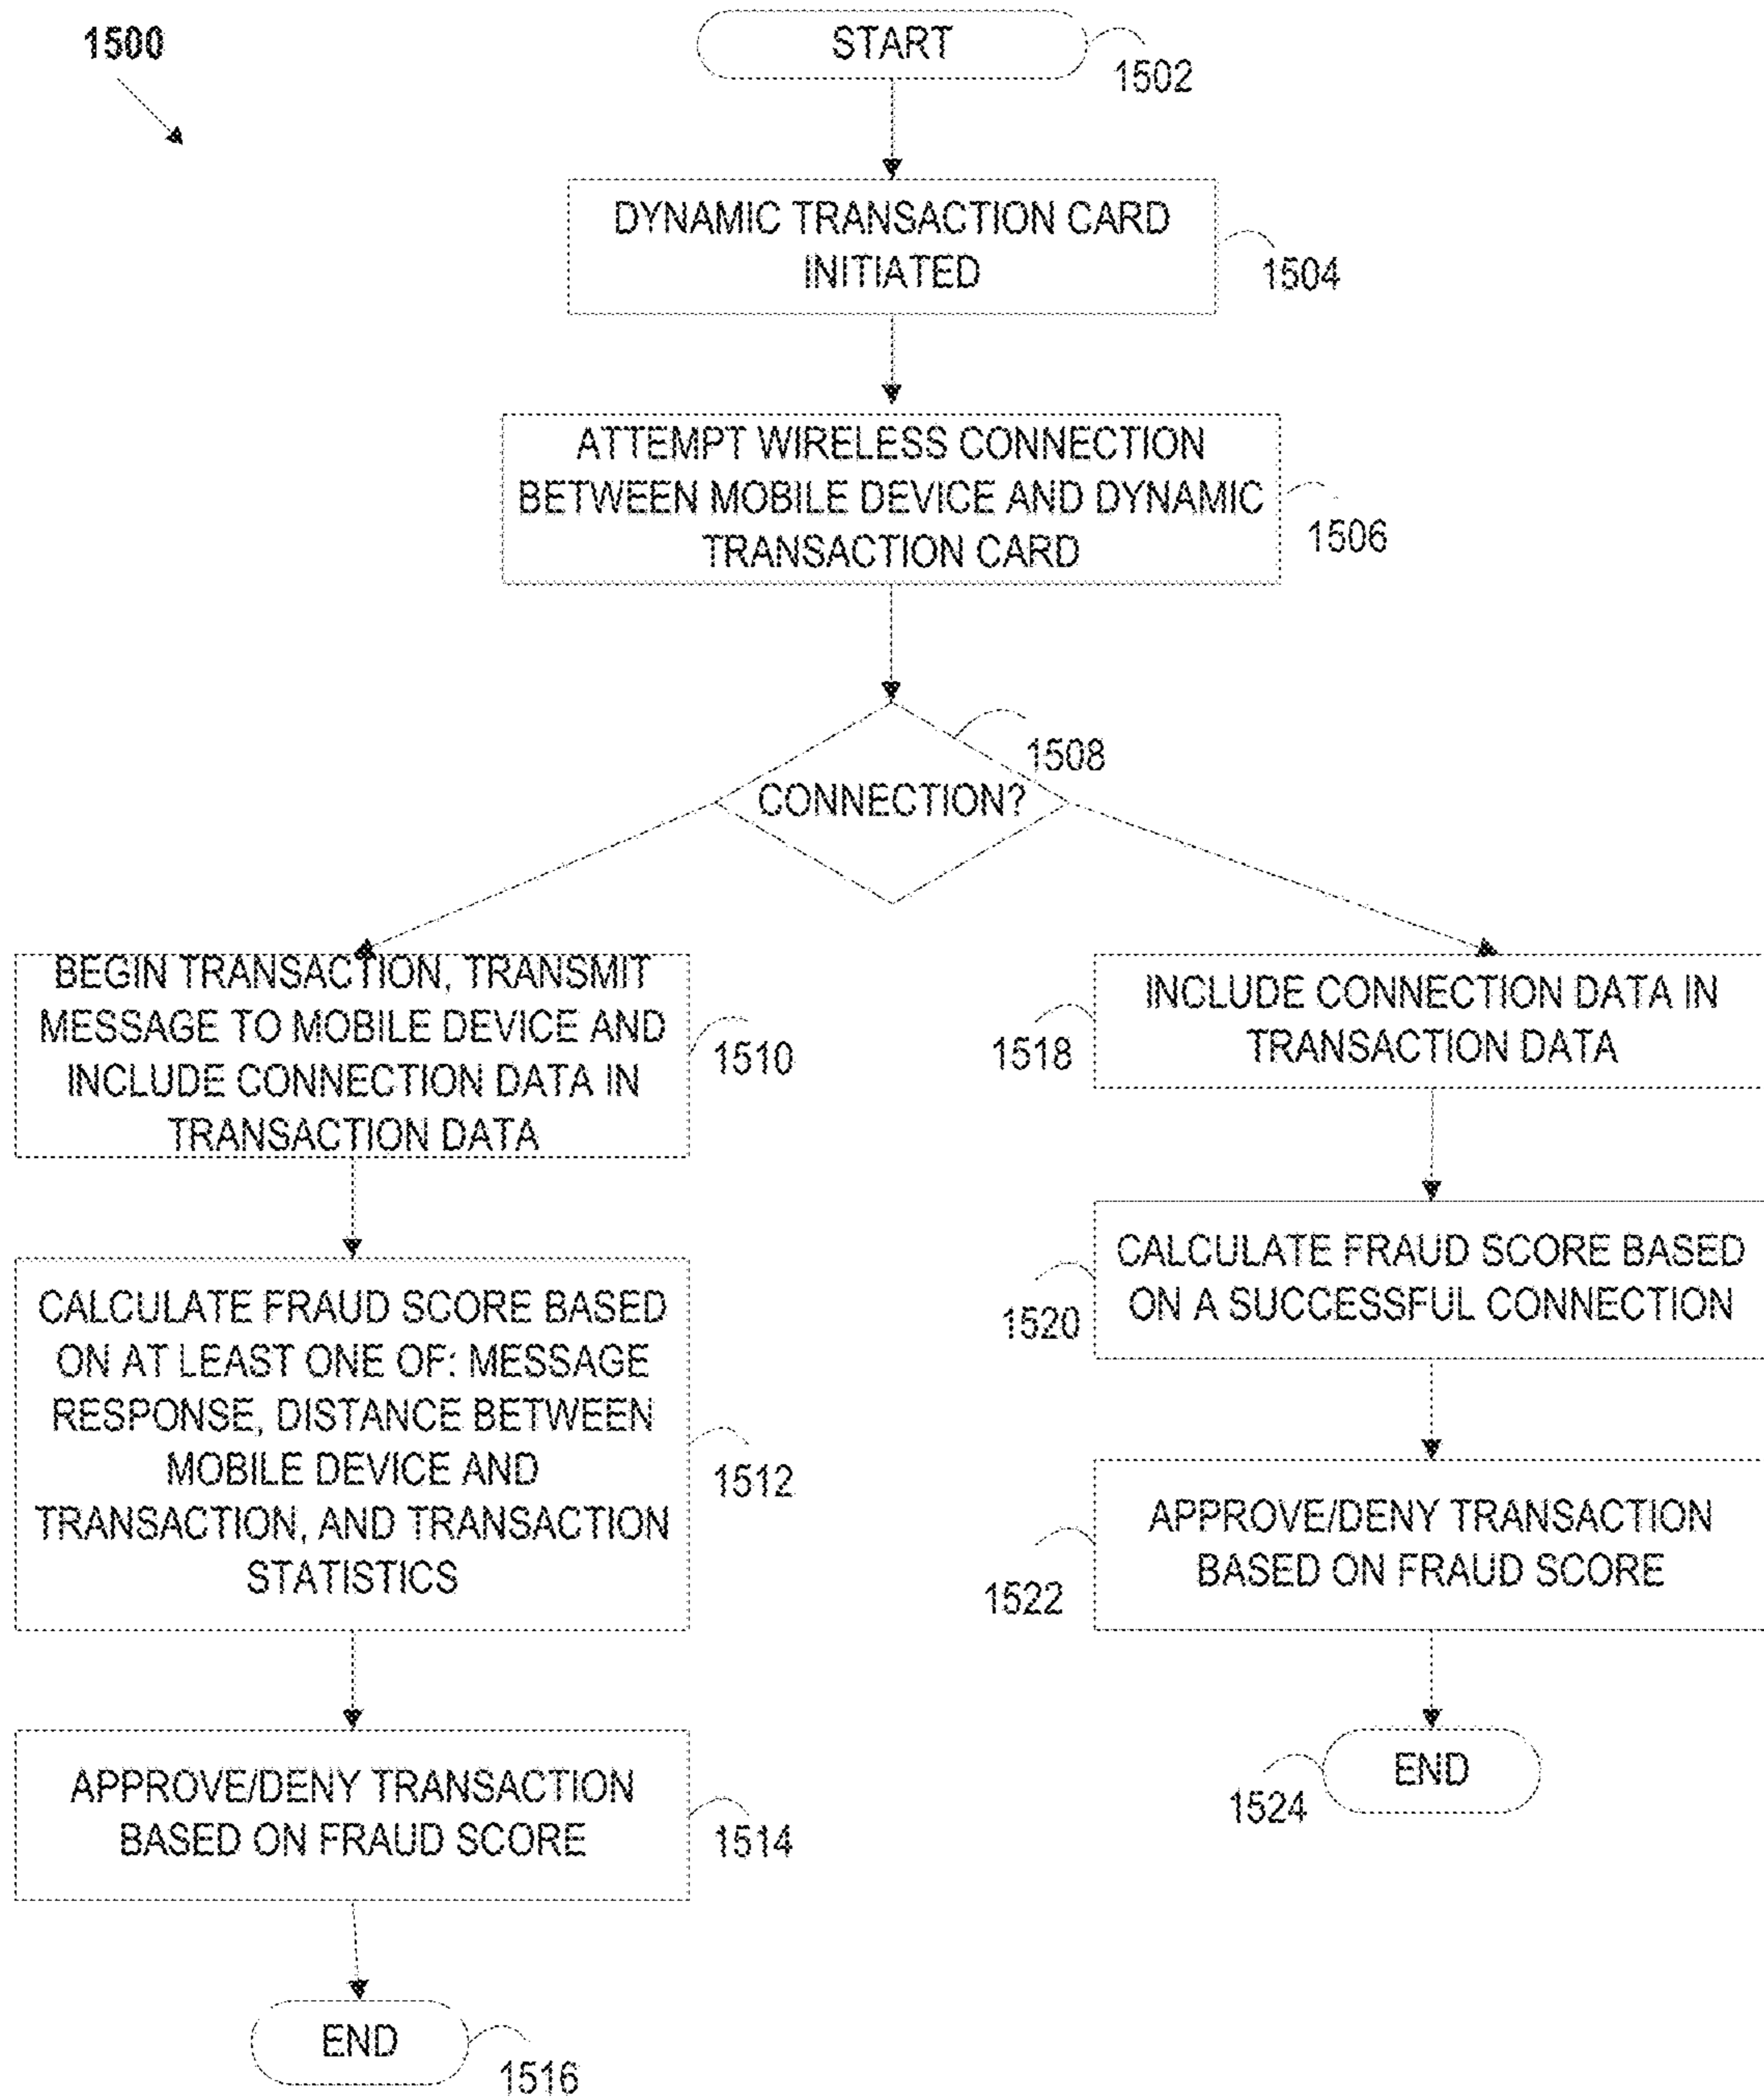 1500
START
1502
DYNAMIC TRANSACTION CARD
INITIATED
1504
ATTEMPT WIRELESS CONNECTION
BETWEEN MOBILE DEVICE AND DYNAMIC
TRANSACTION CARD
1506
1508
CONNECTION?
BEGIN TRANSACTION, TRANSMIT
MESSAGE TO MOBILE DEVICE AND
INCLUDE CONNECTION DATA IN
TRANSACTION DATA
1510
CALCULATE FRAUD SCORE BASED
ON AT LEAST ONE OF: MESSAGE
RESPONSE, DISTANCE BETWEEN
MOBILE DEVICE AND
TRANSACTION, AND TRANSACTION
STATISTICS
1512
APPROVE/DENY TRANSACTION
BASED ON FRAUD SCORE
1514
END
1516
INCLUDE CONNECTION DATA IN
TRANSACTION DATA
1518
CALCULATE FRAUD SCORE BASED
ON A SUCCESSFUL CONNECTION
1520
APPROVE/DENY TRANSACTION
BASED ON FRAUD SCORE
1522
END
1524